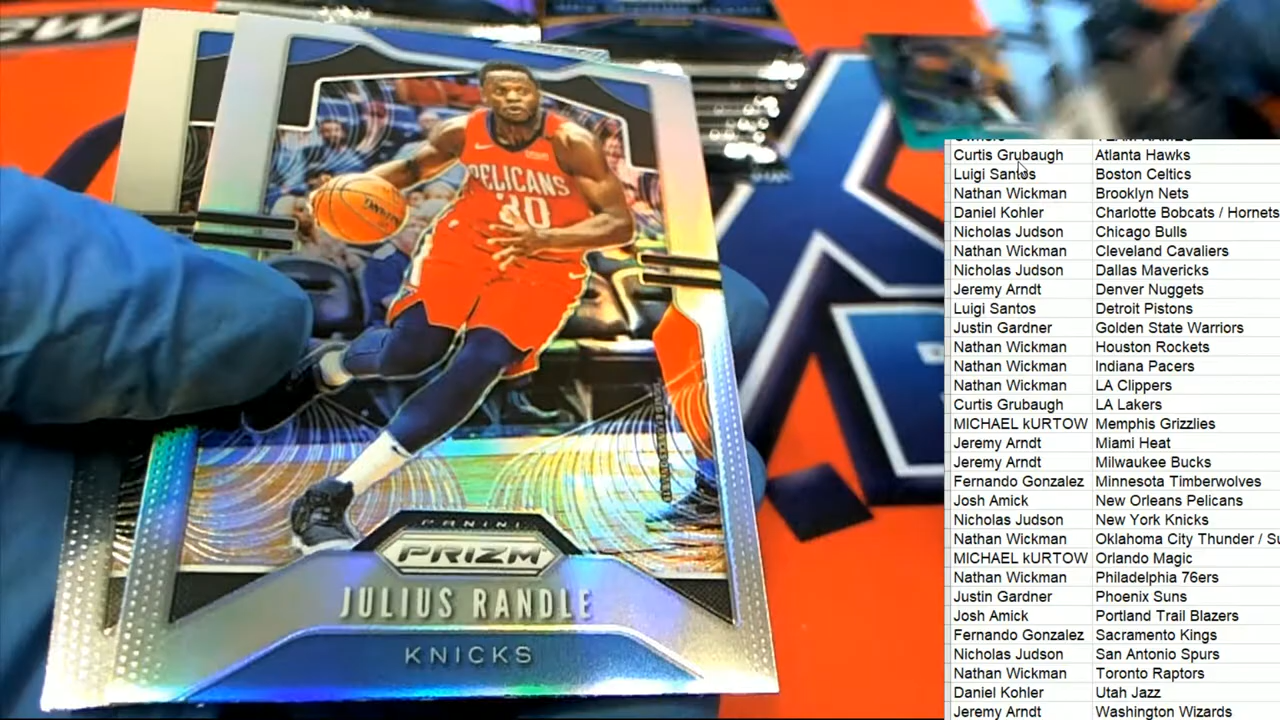 PELICANS
30
PANINI
PRIZM
JULIUS RANDLE
KNICKS
Curtis Grubaugh Atlanta Hawks
Luigi Santos Boston Celtics
Nathan Wickman Brooklyn Nets
Daniel Kohler Charlotte Bobcats / Hornets
Nicholas Judson Chicago Bulls
Nathan Wickman Cleveland Cavaliers
Nicholas Judson Dallas Mavericks
Jeremy Arndt Denver Nuggets
Luigi Santos Detroit Pistons
Justin Gardner Golden State Warriors
Nathan Wickman Houston Rockets
Nathan Wickman Indiana Pacers
Nathan Wickman LA Clippers
Curtis Grubaugh LA Lakers
MICHAEL kURTOW Memphis Grizzlies
Jeremy Arndt Miami Heat
Jeremy Arndt Milwaukee Bucks
Fernando Gonzalez Minnesota Timberwolves
Josh Amick New Orleans Pelicans
Nicholas Judson New York Knicks
Nathan Wickman Oklahoma City Thunder / Su
MICHAEL kURTOW Orlando Magic
Nathan Wickman Philadelphia 76ers
Justin Gardner Phoenix Suns
Josh Amick Portland Trail Blazers
Fernando Gonzalez Sacramento Kings
Nicholas Judson San Antonio Spurs
Nathan Wickman Toronto Raptors
Daniel Kohler Utah Jazz
Jeremy Arndt Washington Wizards